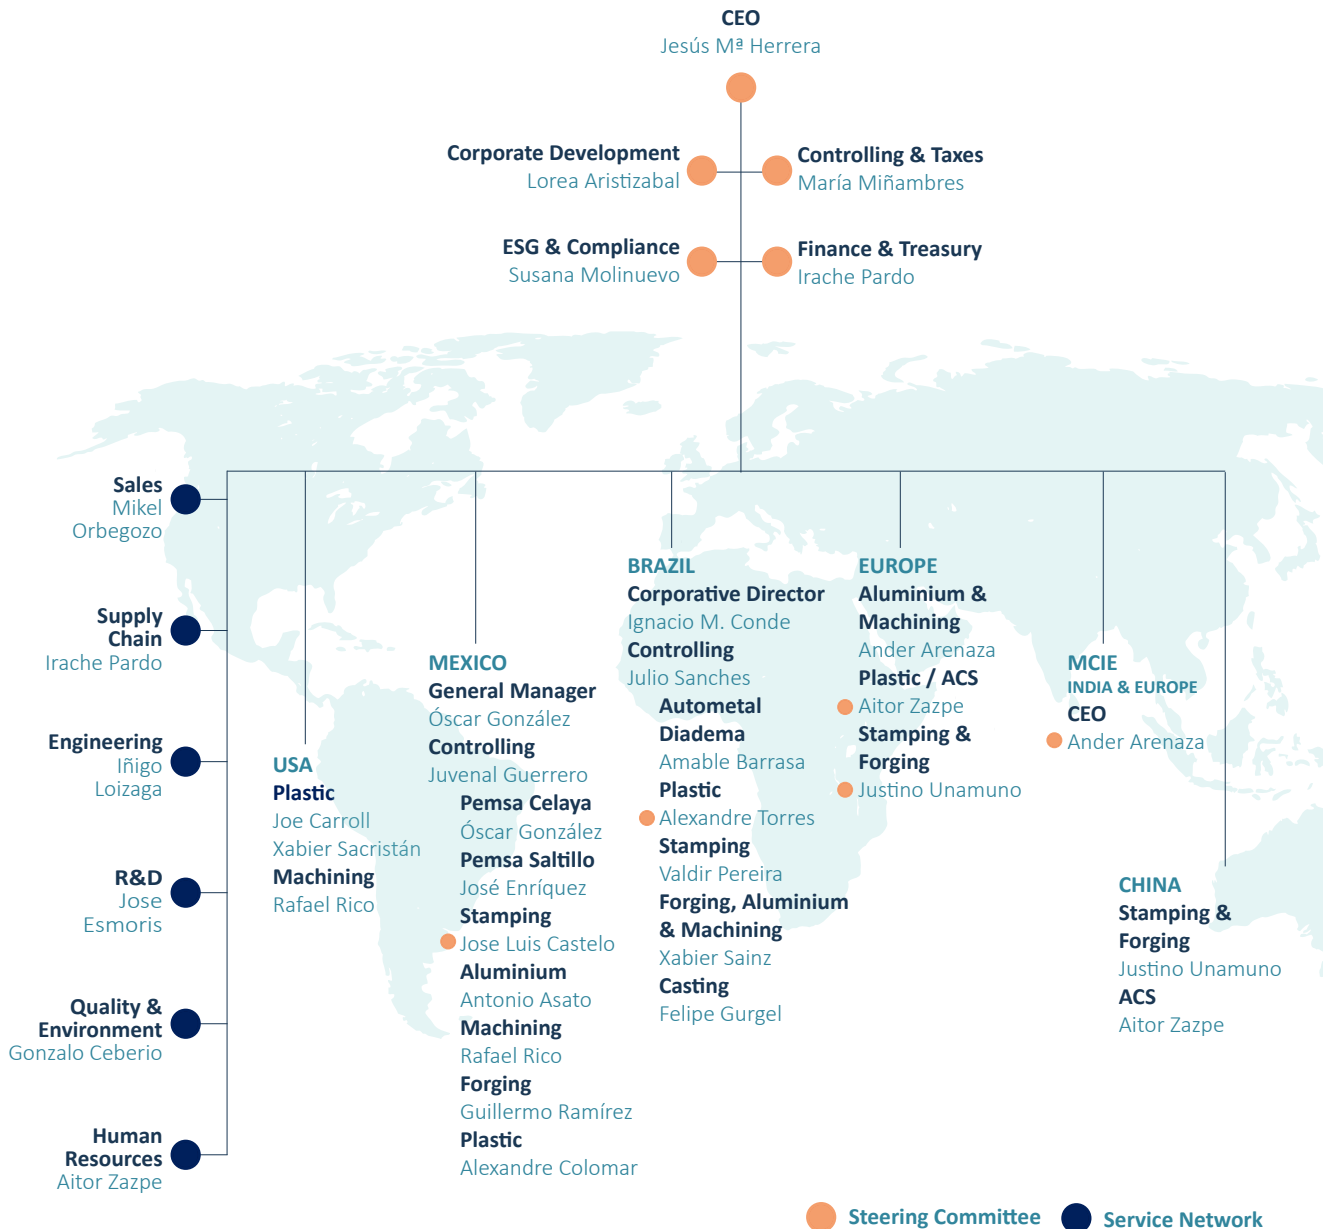 CEO
Jesús Mª Herrera
Corporate Development
Lorea Aristizabal
Controlling & Taxes
María Miñambres
ESG & Compliance
Susana Molinuevo
Finance & Treasury
Irache Pardo
Sales
Mikel
Orbegozo
Supply
Chain
Irache Pardo
Engineering
Iñigo
Loizaga
R&D
Jose
Esmoris
Quality &
Environment
Gonzalo Ceberio
Human
Resources
Aitor Zazpe
USA
Plastic
Joe Carroll
Xabier Sacristán
Machining
Rafael Rico
MEXICO
General Manager
Óscar González
Controlling
Juvenal Guerrero
Pemsa Celaya
Óscar González
Pemsa Saltillo
José Enríquez
Stamping
Jose Luis Castelo
Aluminium
Antonio Asato
Machining
Rafael Rico
Forging
Guillermo Ramírez
Plastic
Alexandre Colomar
BRAZIL
Corporative Director
Ignacio M. Conde
Controlling
Julio Sanches
Autometal
Diadema
Amable Barrasa
Plastic
Alexandre Torres
Stamping
Valdir Pereira
Forging, Aluminium
& Machining
Xabier Sainz
Casting
Felipe Gurgel
EUROPE
Aluminium &
Machining
Ander Arenaza
Plastic / ACS
Aitor Zazpe
Stamping &
Forging
Justino Unamuno
MCIE
INDIA & EUROPE
CEO
Ander Arenaza
CHINA
Stamping &
Forging
Justino Unamuno
ACS
Aitor Zazpe
Steering Committee
Service Network